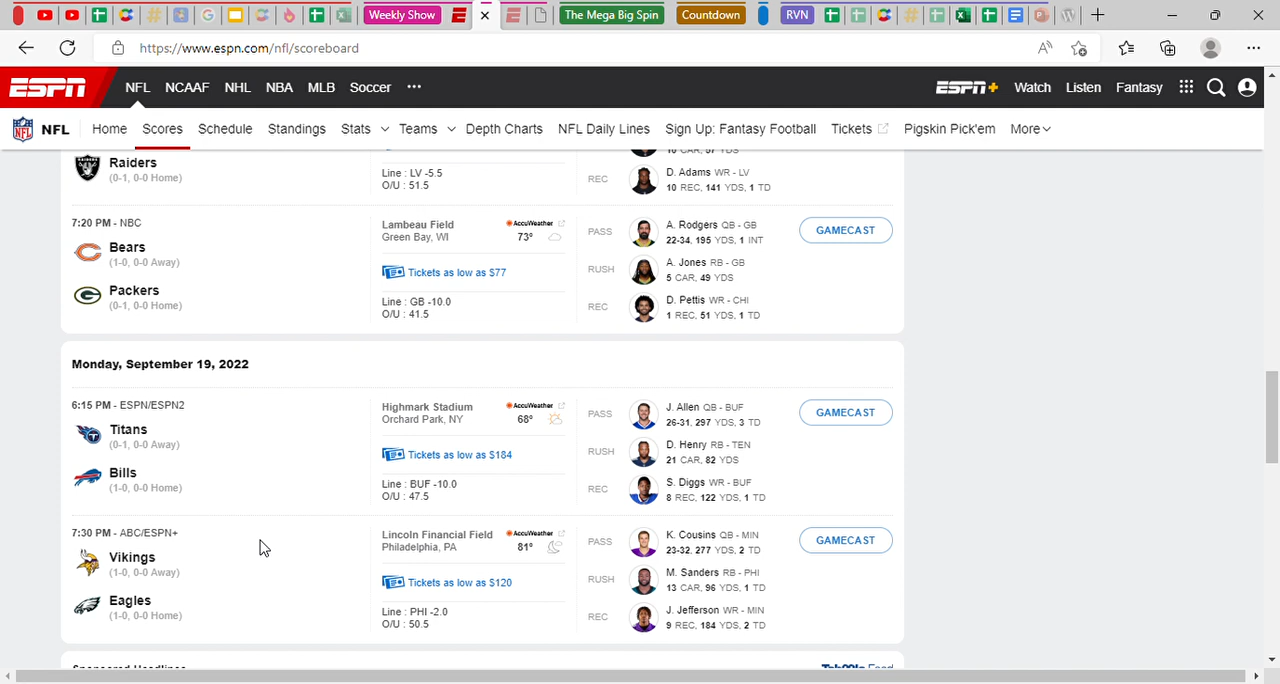 Weekly Show
The Mega Big Spin
Countdown
RVN
https://www.espn.com/nfl/scoreboard
ESPN
NFL NCAAF NHL NBA MLB Soccer
ESPN+ Watch Listen Fantasy
NFL Home Scores Schedule Standings Stats Teams Depth Charts NFL Daily Lines Sign Up: Fantasy Football Tickets Pigskin Pick'em More
Raiders
(0-1, 0-0 Home)
Line : LV -5.5
O/U : 51.5
10 CAR, 57 YDS
REC
D. Adams WR - LV
10 REC, 141 YDS, 1 TD
7:20 PM - NBC
Bears
(1-0, 0-0 Away)
Packers
(0-1, 0-0 Home)
Lambeau Field
Green Bay, WI
AccuWeather
73°
Tickets as low as $77
Line : GB -10.0
O/U : 41.5
PASS
A. Rodgers QB - GB
22-34, 195 YDS, 1 INT
RUSH
A. Jones RB - GB
5 CAR, 49 YDS
REC
D. Pettis WR - CHI
1 REC, 51 YDS, 1 TD
GAMECAST
Monday, September 19, 2022
6:15 PM - ESPN/ESPN2
Titans
(0-1, 0-0 Away)
Bills
(1-0, 0-0 Home)
Highmark Stadium
Orchard Park, NY
AccuWeather
68°
Tickets as low as $184
Line : BUF -10.0
O/U : 47.5
PASS
J. Allen QB - BUF
26-31, 297 YDS, 3 TD
RUSH
D. Henry RB - TEN
21 CAR, 82 YDS
REC
S. Diggs WR - BUF
8 REC, 122 YDS, 1 TD
GAMECAST
7:30 PM - ABC/ESPN+
Vikings
(1-0, 0-0 Away)
Eagles
(1-0, 0-0 Home)
Lincoln Financial Field
Philadelphia, PA
AccuWeather
81°
Tickets as low as $120
Line : PHI -2.0
O/U : 50.5
PASS
K. Cousins QB - MIN
23-32, 277 YDS, 2 TD
RUSH
M. Sanders RB - PHI
13 CAR, 96 YDS, 1 TD
REC
J. Jefferson WR - MIN
9 REC, 184 YDS, 2 TD
GAMECAST
Sponsored Headlines